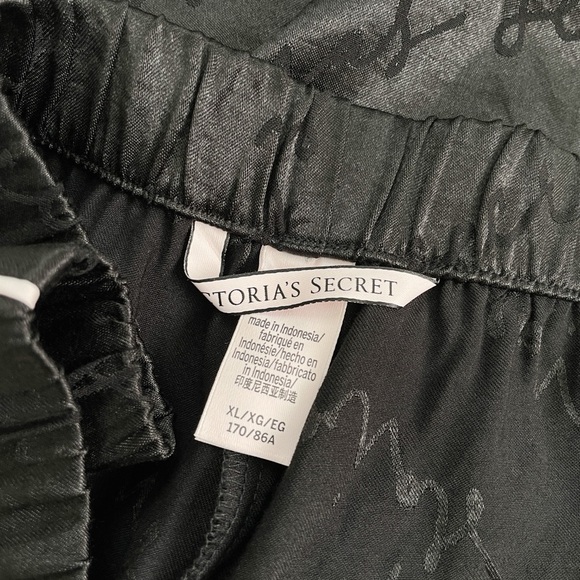 VICTORIA'S SECRET
made in Indonesia/
fabriqué en
Indonésie/hecho en
Indonesia/fabbricato
in Indonesia/
印度尼西亚制造
XL/XG/EG
170/86A